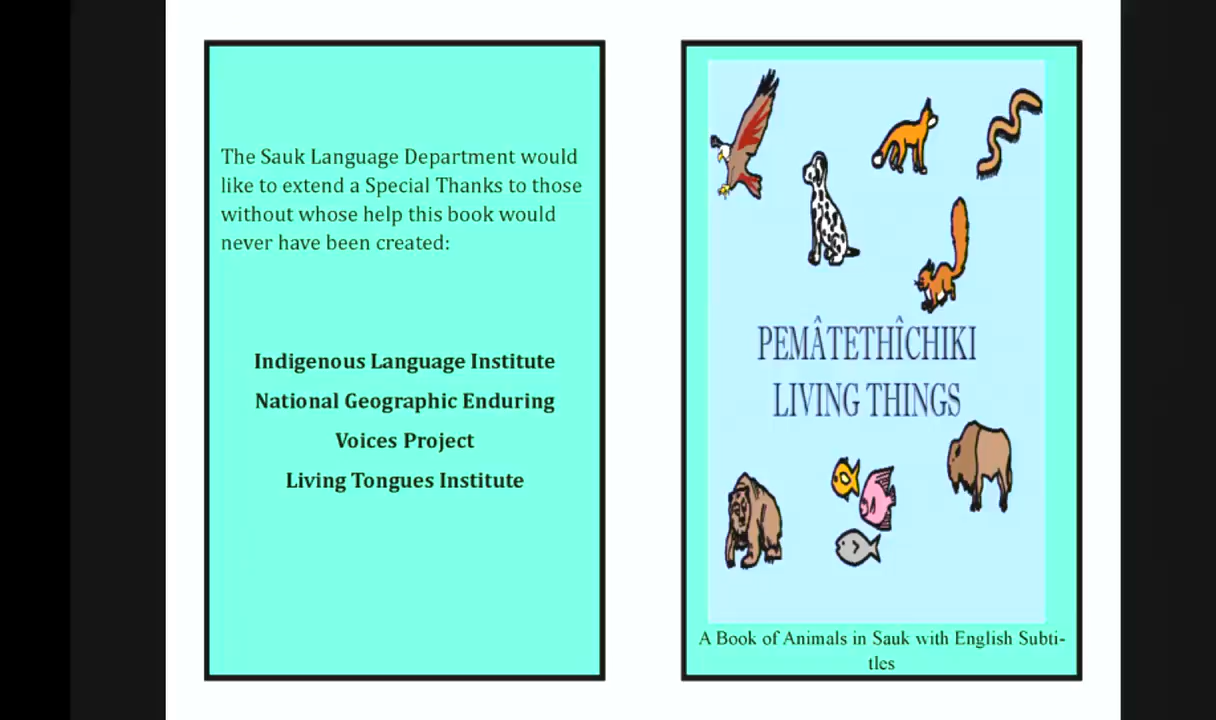 The Sauk Language Department would
like to extend a Special Thanks to those
without whose help this book would
never have been created:
Indigenous Language Institute
National Geographic Enduring
Voices Project
Living Tongues Institute
PEMÂTETHÎCHIKI
LIVING THINGS
A Book of Animals in Sauk with English Subti-
tles